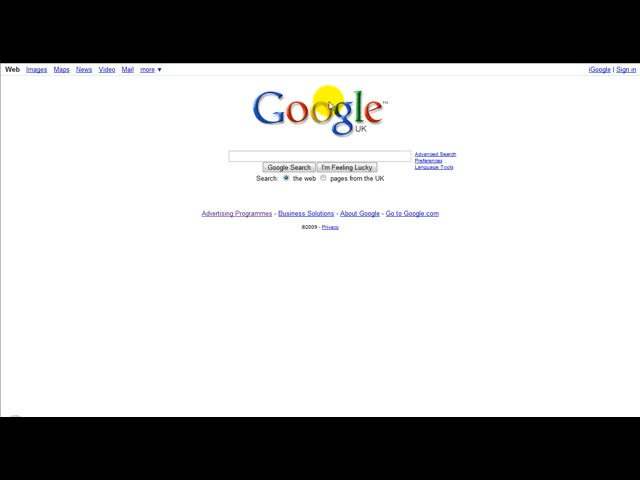 Web Images Maps News Video Mail more ▼ iGoogle | Sign in
Google™
UK
Advanced Search
Preferences
Language Tools
Google Search I'm Feeling Lucky
Search: the web pages from the UK
Advertising Programmes - Business Solutions - About Google - Go to Google.com
©2009 - Privacy